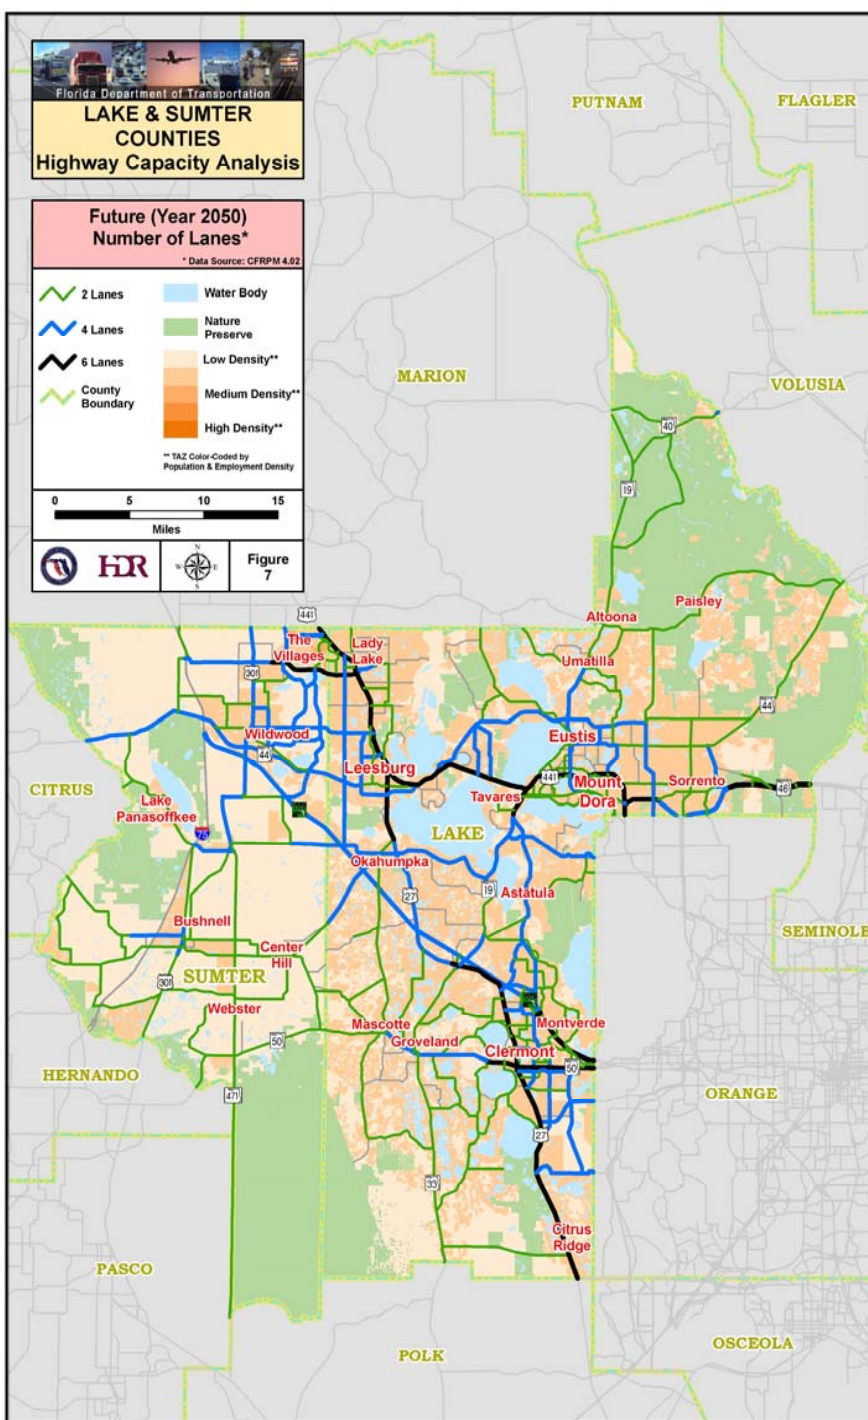 Florida Department of Transportation
LAKE & SUMTER
COUNTIES
Highway Capacity Analysis
Future (Year 2050)
Number of Lanes*
* Data Source: CFRPM 4.02
2 Lanes
4 Lanes
6 Lanes
County
Boundary
Water Body
Nature
Preserve
Low Density**
Medium Density**
High Density**
** TAZ Color-Coded by
Population & Employment Density
0 5 10 15
Miles
HDR
N
W E
S
Figure
7
PUTNAM
FLAGLER
MARION
VOLUSIA
40
19
Paisley
Altoona
441
The
Villages
Lady
Lake
Umatilla
301
44
Wildwood
44
Eustis
Leesburg
441
Mount
Dora
Sorrento
Tavares
46
CITRUS
Lake
Panasoffkee
75
LAKE
Okahumpka
27
19
Astatula
Bushnell
Center
Hill
SEMINOLE
301
SUMTER
Webster
Mascotte
Groveland
Montverde
50
Clermont
50
HERNANDO
471
ORANGE
27
33
Citrus
Ridge
PASCO
POLK
OSCEOLA